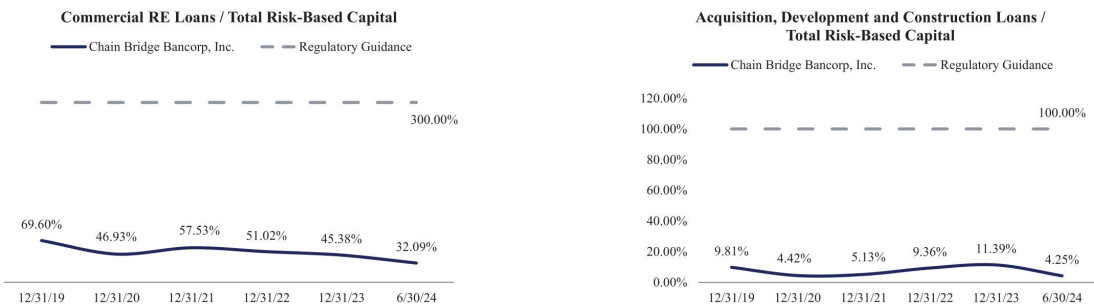 Commercial RE Loans / Total Risk-Based Capital
Chain Bridge Bancorp, Inc. Regulatory Guidance
300.00%
69.60% 46.93% 57.53% 51.02% 45.38% 32.09%
12/31/19 12/31/20 12/31/21 12/31/22 12/31/23 6/30/24
Acquisition, Development and Construction Loans /
Total Risk-Based Capital
Chain Bridge Bancorp, Inc. Regulatory Guidance
120.00%
100.00%
100.00%
80.00%
60.00%
40.00%
20.00%
0.00%
9.81% 4.42% 5.13% 9.36% 11.39% 4.25%
12/31/19 12/31/20 12/31/21 12/31/22 12/31/23 6/30/24